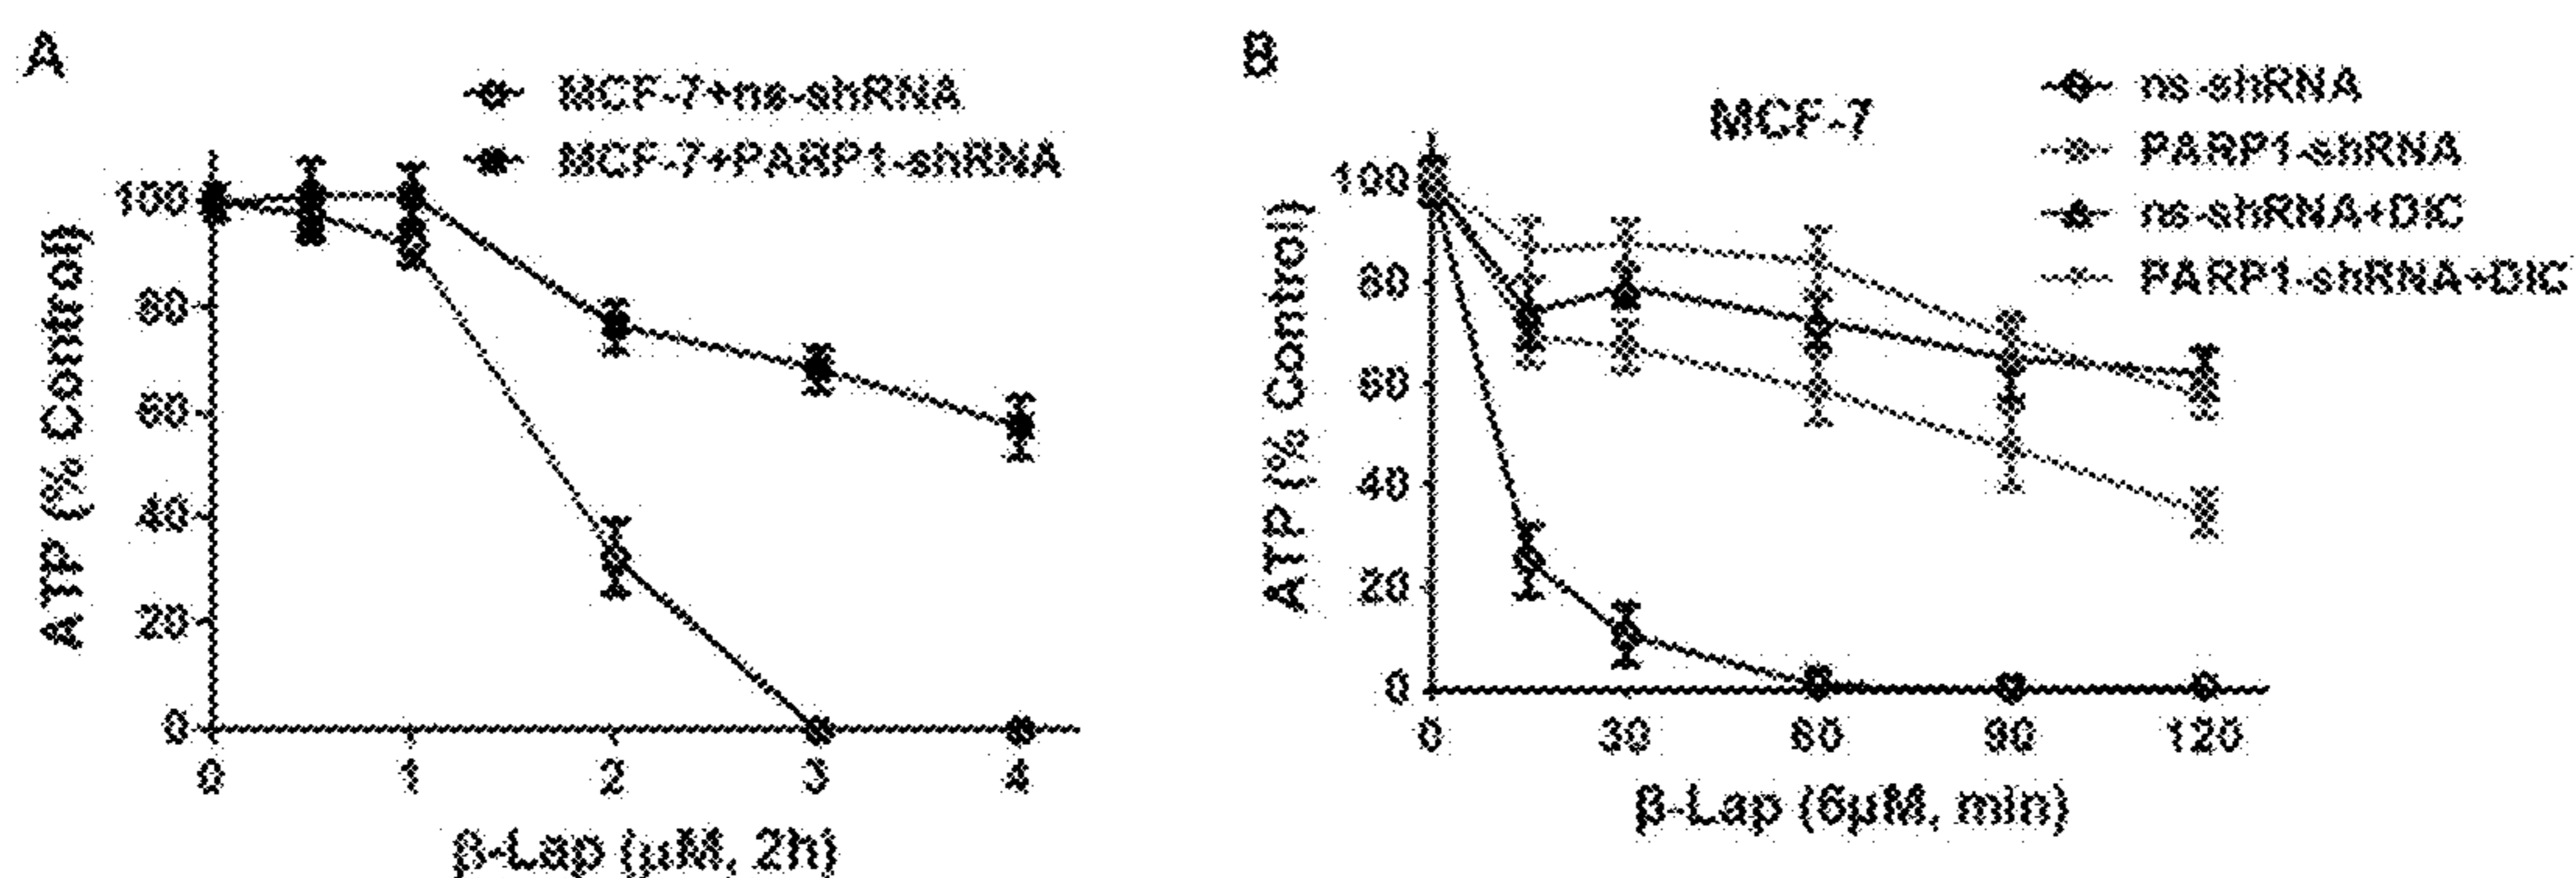 A
MCF-7+ns-shRNA
MCF-7+PARP1-shRNA
100
80
60
40
20
0
ATP (% Control)
0 1 2 3 4
β-Lap (μM, 2h)
B
MCF-7
ns-shRNA
PARP1-shRNA
ns-shRNA+DIC
PARP1-shRNA+DIC
100
80
60
40
20
0
ATP (% Control)
0 30 60 90 120
β-Lap (6μM, min)